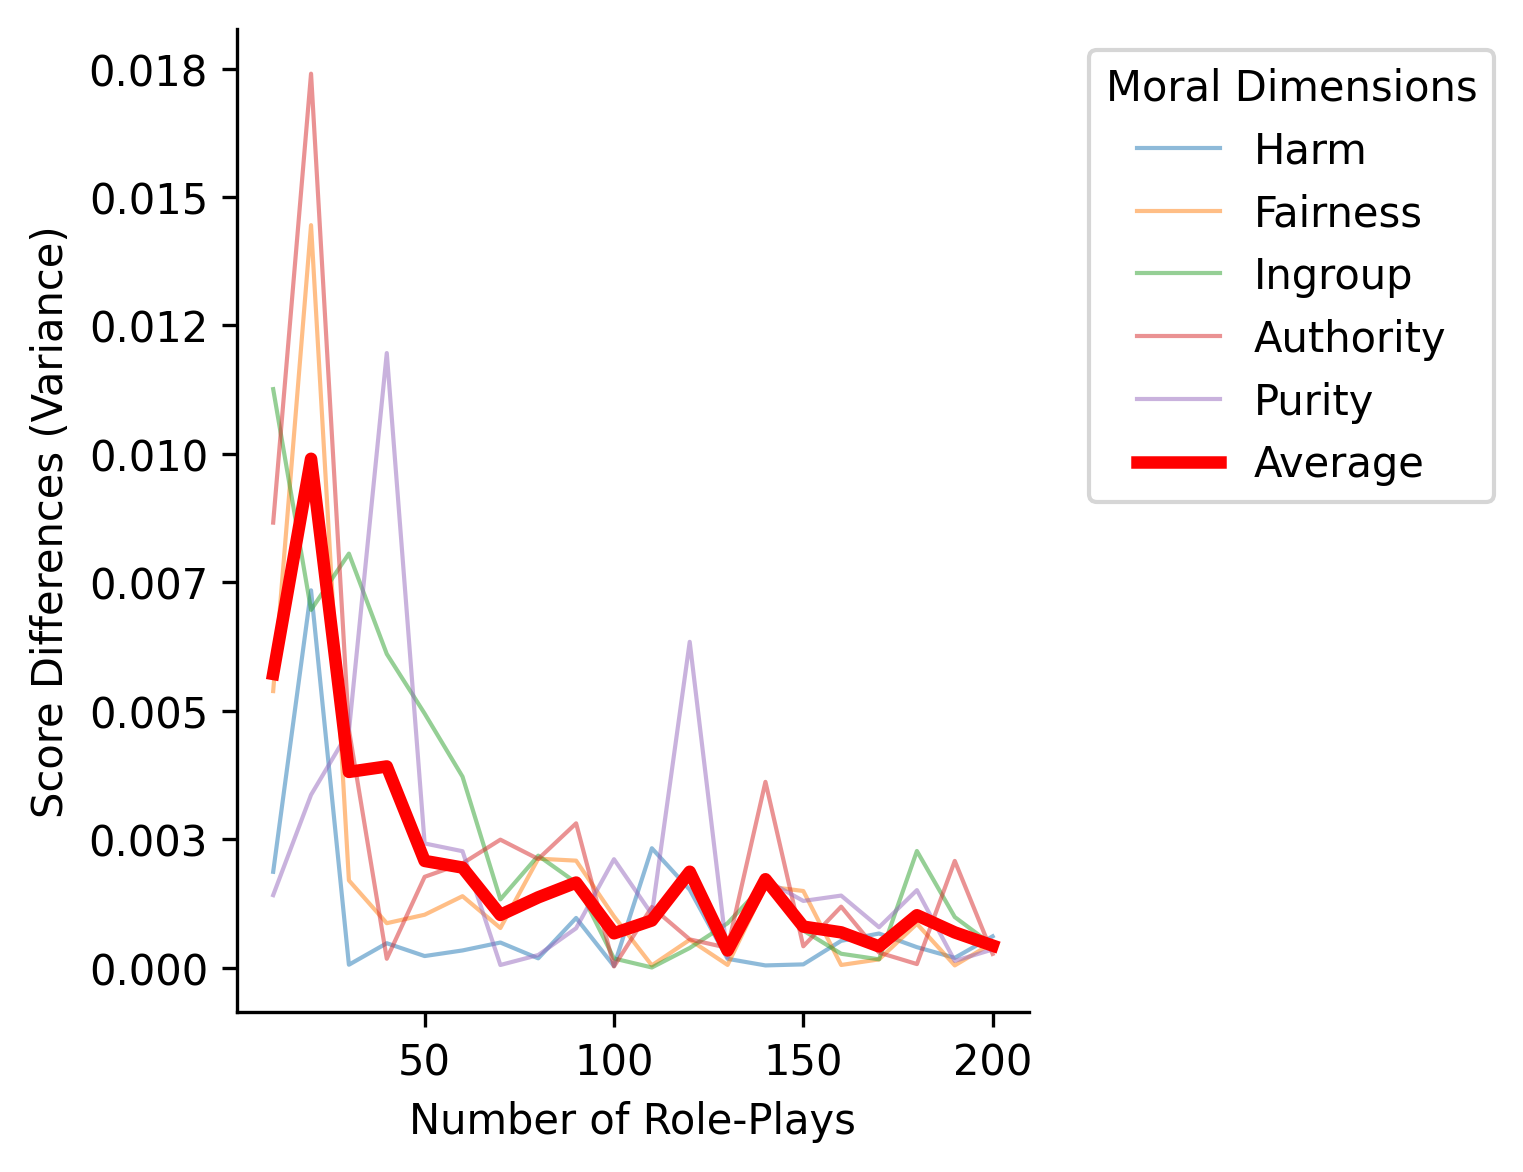 0.018
0.015
0.012
0.010
0.007
0.005
0.003
0.000
Score Differences (Variance)
50 100 150 200
Number of Role-Plays
Moral Dimensions
Harm
Fairness
Ingroup
Authority
Purity
Average